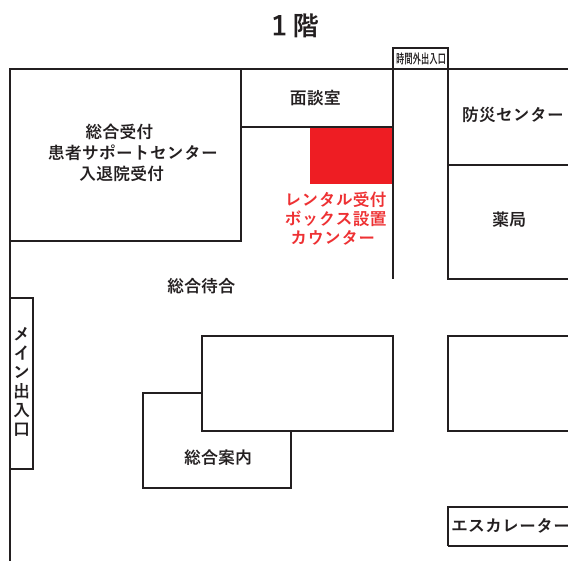 1階
時間外出入口
面談室
防災センター
総合受付
患者サポートセンター
入退院受付
レンタル受付
ボックス設置
カウンター
薬局
総合待合
メイン出入口
総合案内
エスカレーター